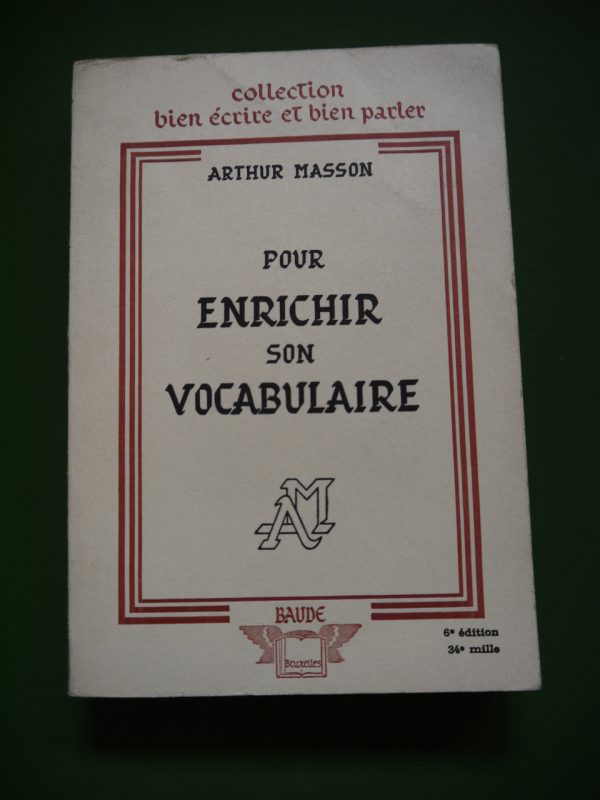 collection
bien écrire et bien parler
ARTHUR MASSON
POUR
ENRICHIR
SON
VOCABULAIRE
AM
BAUDE
Bruxelles
6e édition
34e mille